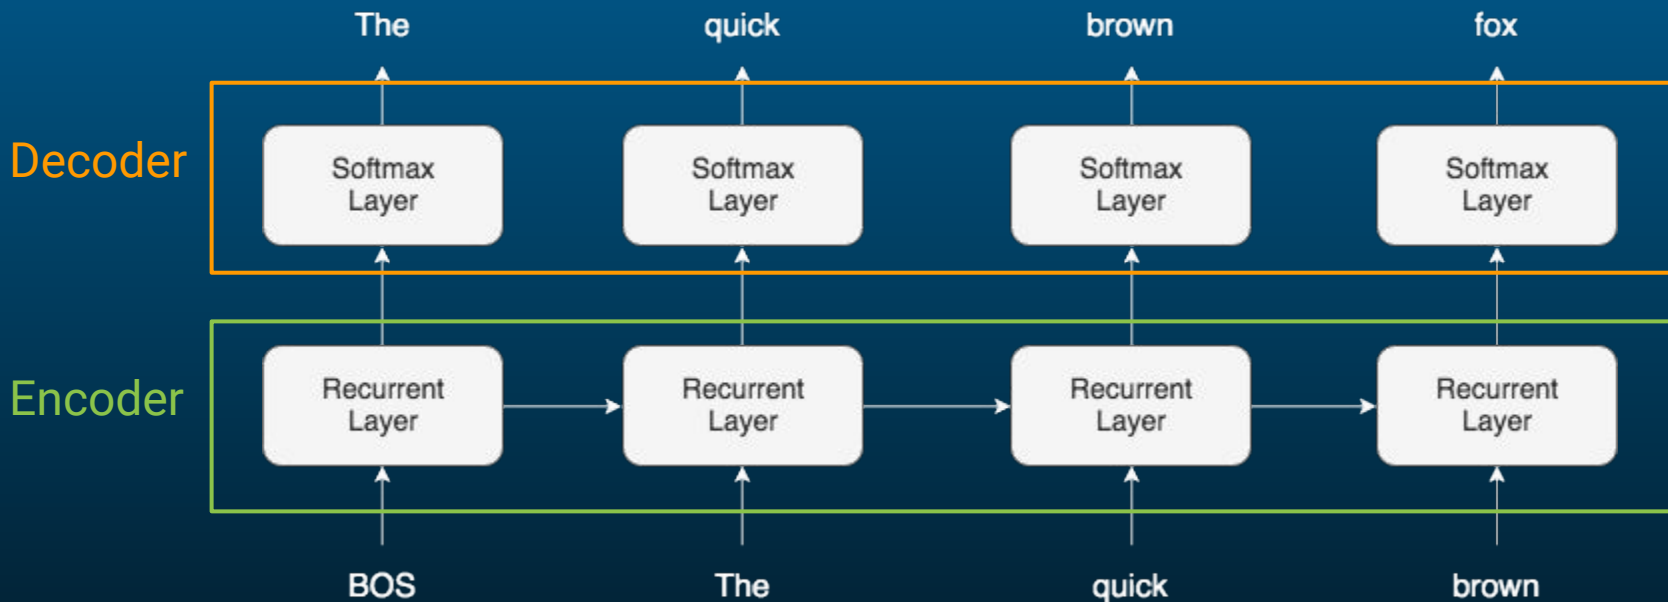 The quick brown fox
Decoder
Softmax Layer
Softmax Layer
Softmax Layer
Softmax Layer
Encoder
Recurrent Layer
Recurrent Layer
Recurrent Layer
Recurrent Layer
BOS The quick brown